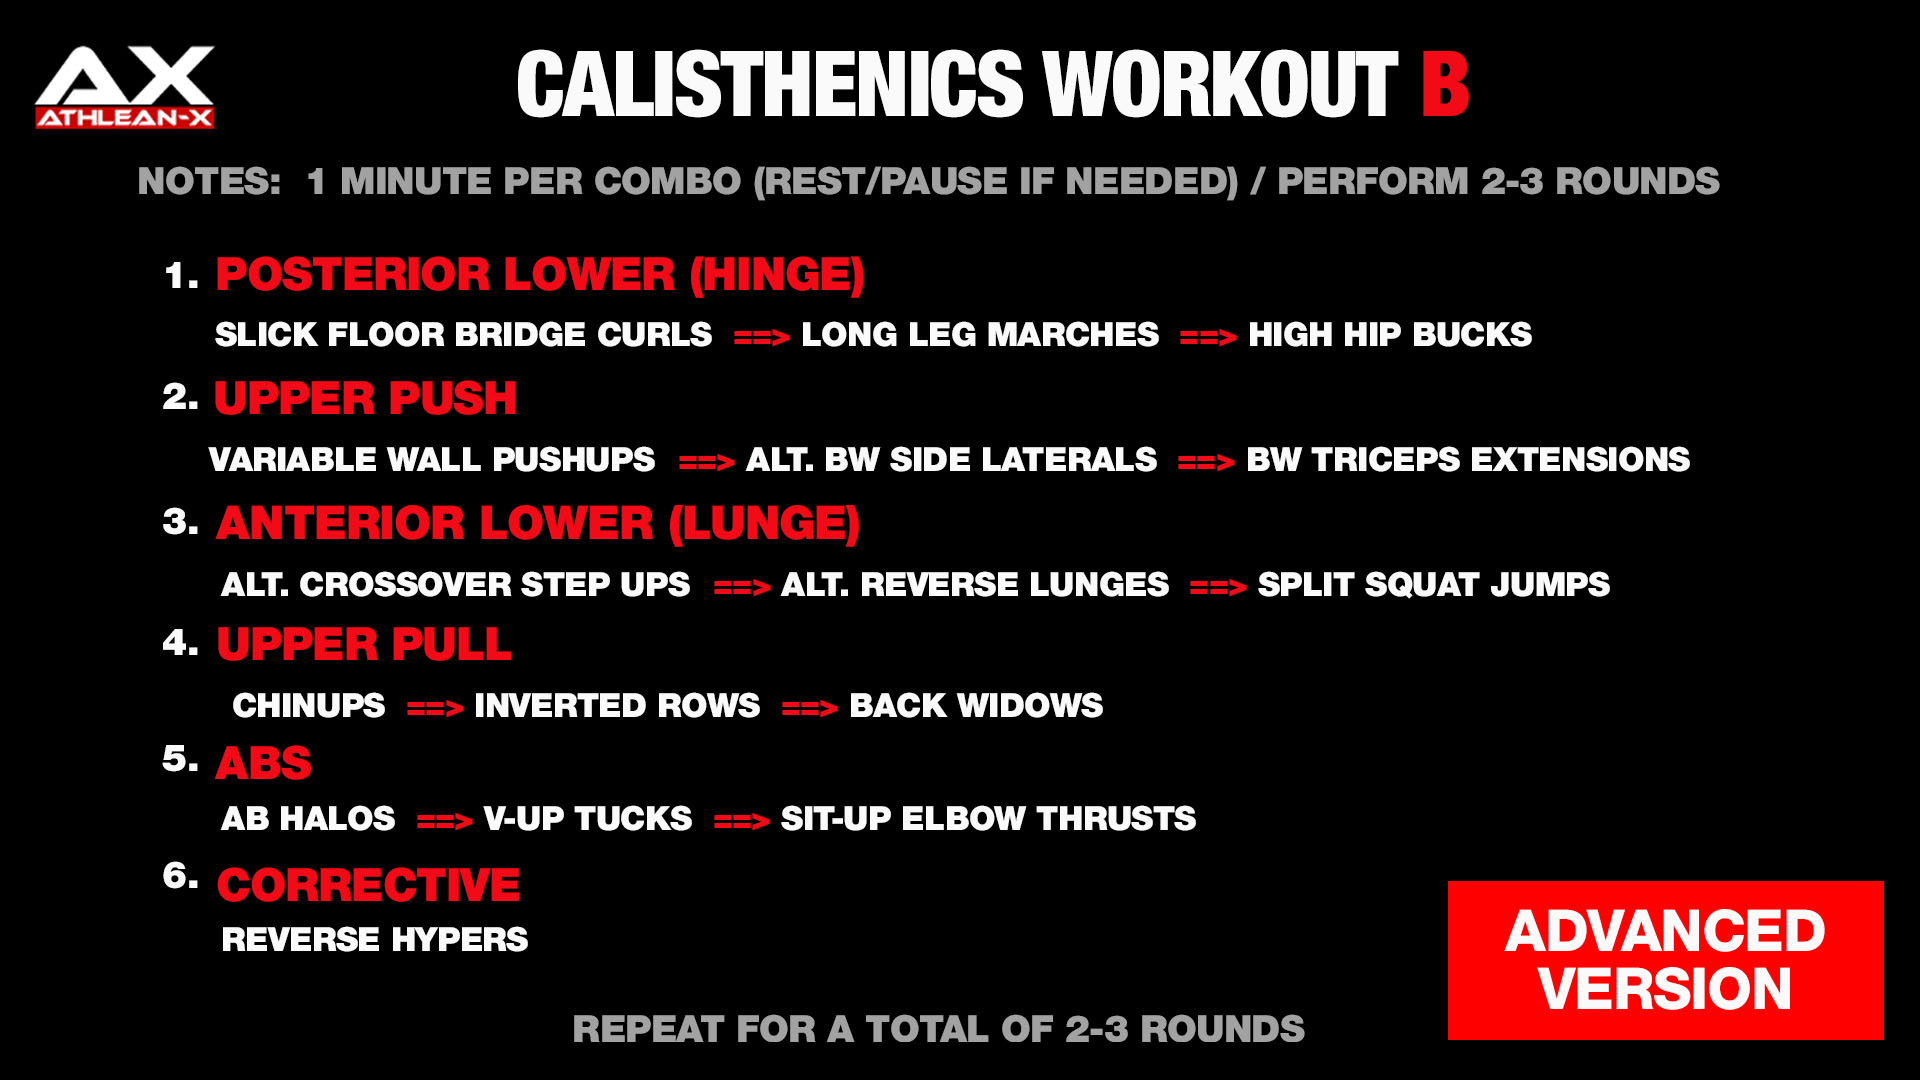 AX
ATHLEAN-X
CALISTHENICS WORKOUT B
NOTES: 1 MINUTE PER COMBO (REST/PAUSE IF NEEDED) / PERFORM 2-3 ROUNDS
1. POSTERIOR LOWER (HINGE)
SLICK FLOOR BRIDGE CURLS ==> LONG LEG MARCHES ==> HIGH HIP BUCKS
2. UPPER PUSH
VARIABLE WALL PUSHUPS ==> ALT. BW SIDE LATERALS ==> BW TRICEPS EXTENSIONS
3. ANTERIOR LOWER (LUNGE)
ALT. CROSSOVER STEP UPS ==> ALT. REVERSE LUNGES ==> SPLIT SQUAT JUMPS
4. UPPER PULL
CHINUPS ==> INVERTED ROWS ==> BACK WIDOWS
5. ABS
AB HALOS ==> V-UP TUCKS ==> SIT-UP ELBOW THRUSTS
6. CORRECTIVE
REVERSE HYPERS
ADVANCED
VERSION
REPEAT FOR A TOTAL OF 2-3 ROUNDS